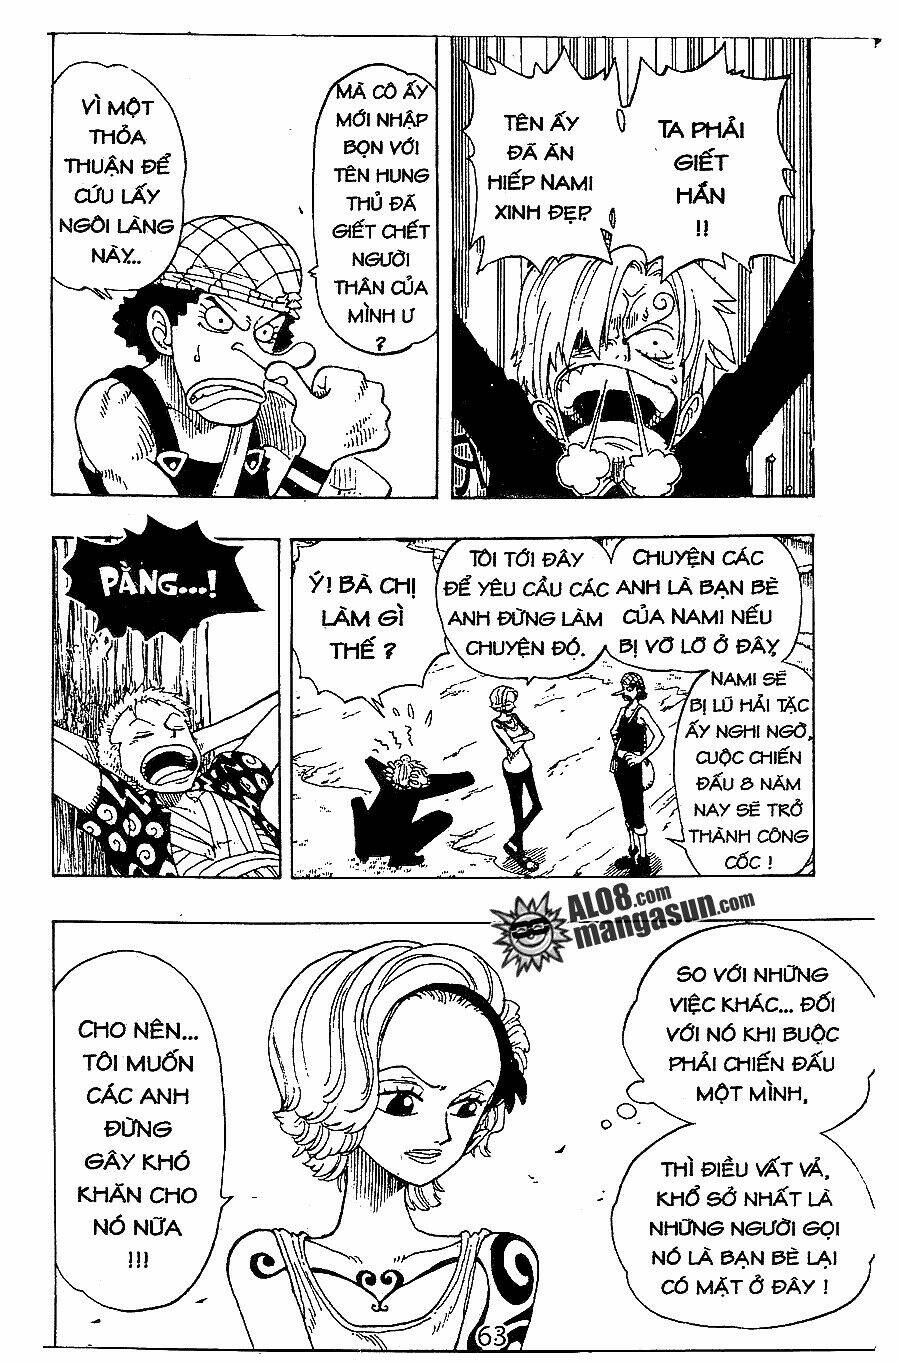 TA PHẢI
GIẾT
HẮN
!!
TÊN ẤY
ĐÃ ĂN
HIẾP NAMI
XINH ĐẸP?
MÀ CÔ ẤY
MỚI NHẬP
BỌN VỚI
TÊN HUNG
THỦ ĐÃ
GIẾT CHẾT
NGƯỜI
THÂN CỦA
MÌNH Ư
?
VÌ MỘT
THỎA
THUẬN ĐỂ
CỨU LẤY
NGÔI LÀNG
NÀY...
CHUYỆN CÁC
ANH LÀ BẠN BÈ
CỦA NAMI NẾU
BỊ VỠ LỠ Ở ĐÂY,
NAMI SẼ
BỊ LŨ HẢI TẶC
ẤY NGHI NGỜ,
CUỘC CHIẾN
ĐẤU 8 NĂM
NAY SẼ TRỞ
THÀNH CÔNG
CỐC !
TÔI TỚI ĐÂY
ĐỂ YÊU CẦU CÁC
ANH ĐỪNG LÀM
CHUYỆN ĐÓ.
Ý! BÀ CHỊ
LÀM GÌ
THẾ ?
PẰNG...!
AL08.com
mangasun.com
SO VỚI NHỮNG
VIỆC KHÁC... ĐỐI
VỚI NÓ KHI BUỘC
PHẢI CHIẾN ĐẤU
MỘT MÌNH,
THÌ ĐIỀU VẤT VẢ,
KHỔ SỞ NHẤT LÀ
NHỮNG NGƯỜI GỌI
NÓ LÀ BẠN BÈ LẠI
CÓ MẶT Ở ĐÂY !
CHO NÊN...
TÔI MUỐN
CÁC ANH
ĐỪNG
GÂY KHÓ
KHĂN CHO
NÓ NỮA
!!!
63